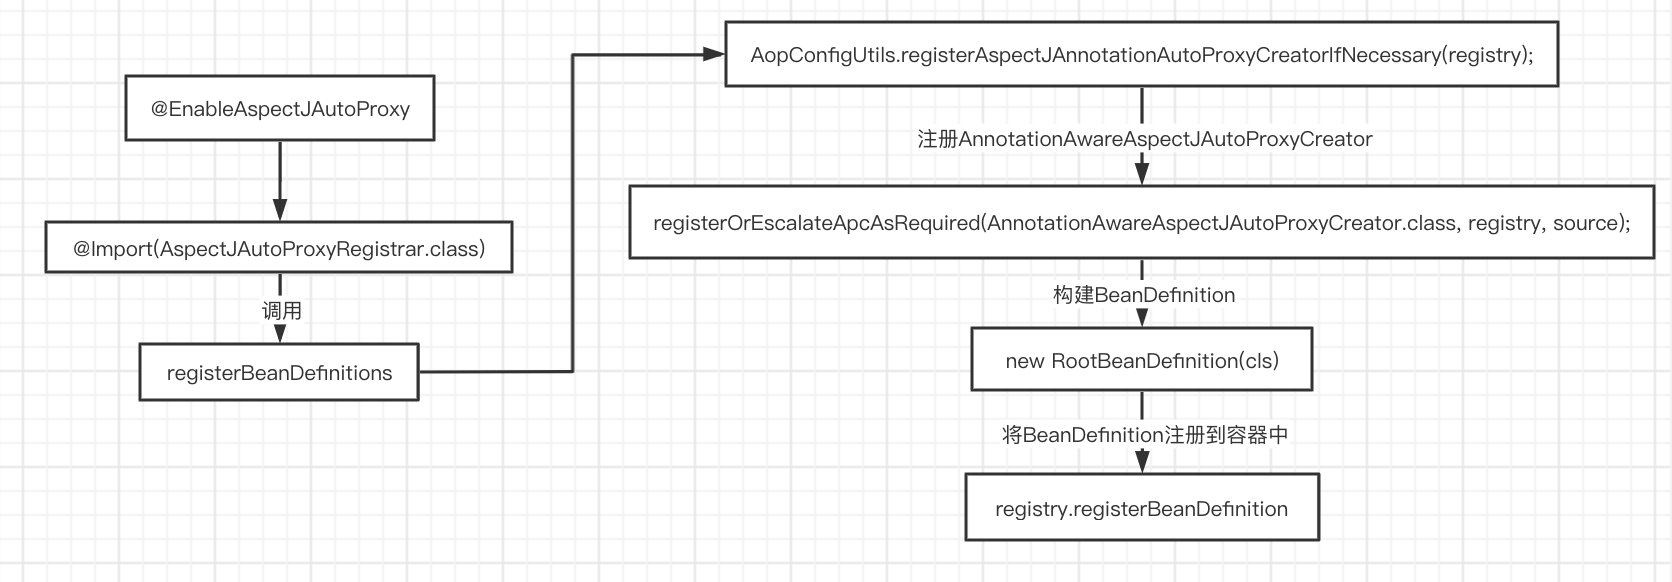 @EnableAspectJAutoProxy
@Import(AspectJAutoProxyRegistrar.class)
调用
registerBeanDefinitions
AopConfigUtils.registerAspectJAnnotationAutoProxyCreatorIfNecessary(registry);
注册AnnotationAwareAspectJAutoProxyCreator
registerOrEscalateApcAsRequired(AnnotationAwareAspectJAutoProxyCreator.class, registry, source);
构建BeanDefinition
new RootBeanDefinition(cls)
将BeanDefinition注册到容器中
registry.registerBeanDefinition